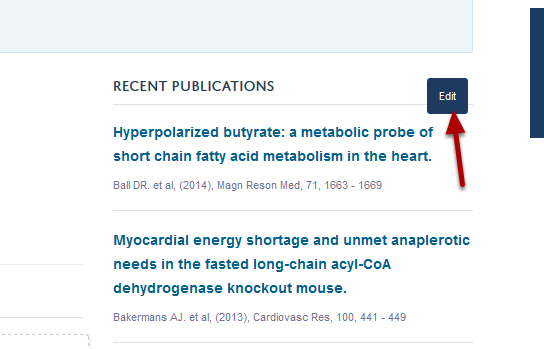 RECENT PUBLICATIONS
Edit
Hyperpolarized butyrate: a metabolic probe of
short chain fatty acid metabolism in the heart.
Ball DR. et al, (2014), Magn Reson Med, 71, 1663 - 1669
Myocardial energy shortage and unmet anaplerotic
needs in the fasted long-chain acyl-CoA
dehydrogenase knockout mouse.
Bakermans AJ. et al, (2013), Cardiovasc Res, 100, 441 - 449